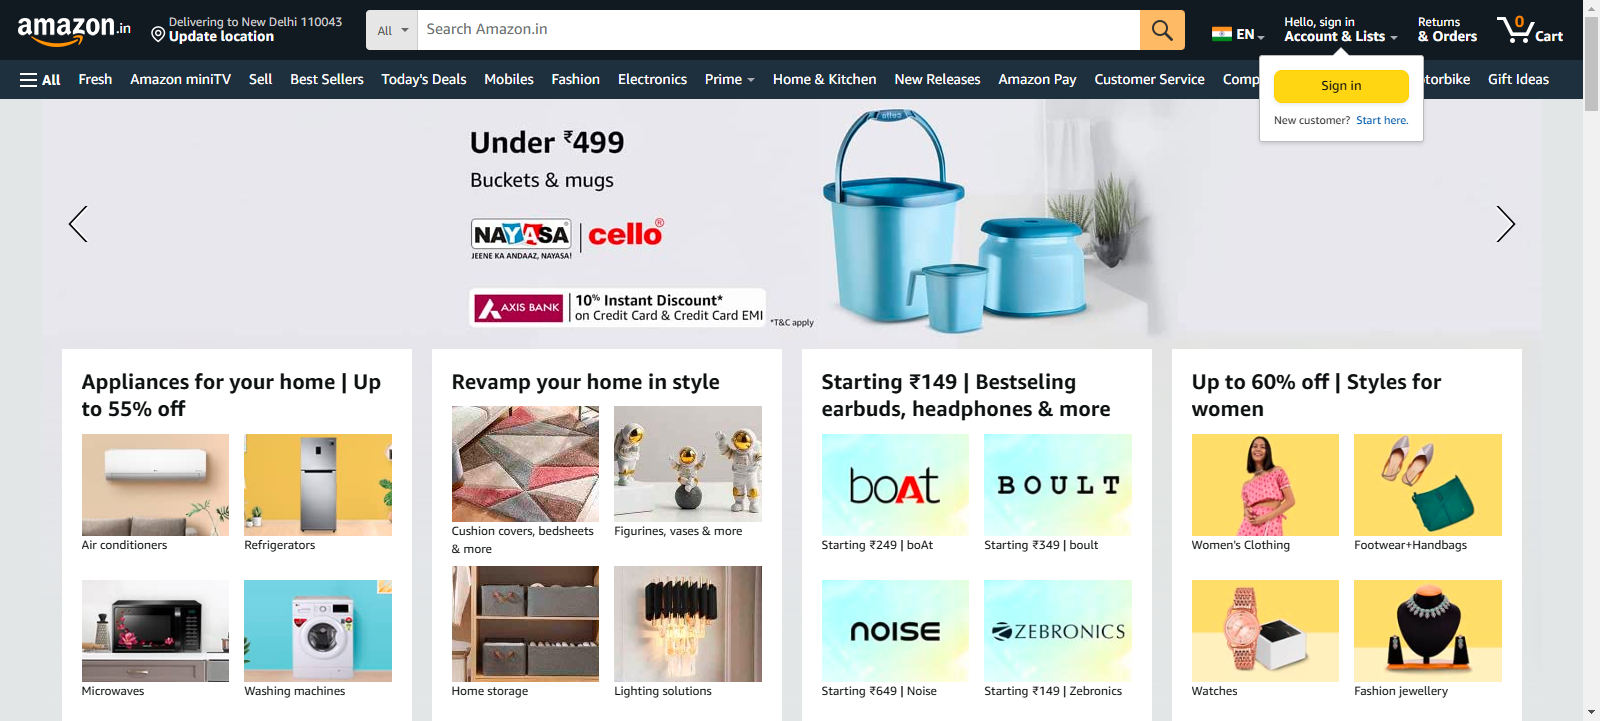 amazon.in
Delivering to New Delhi 110043
Update location
All
Search Amazon.in
EN
Hello, sign in
Account & Lists
Returns
& Orders
0
Cart
All
Fresh
Amazon miniTV
Sell
Best Sellers
Today's Deals
Mobiles
Fashion
Electronics
Prime
Home & Kitchen
New Releases
Amazon Pay
Customer Service
Comp
torbike
Gift Ideas
Sign in
New customer? Start here.
Under ₹499
Buckets & mugs
NAYASA
JEENE KA ANDAAZ, NAYASA!
cello®
AXIS BANK
10% Instant Discount*
on Credit Card & Credit Card EMI
*T&C apply
cello
Appliances for your home | Up
to 55% off
Air conditioners
Refrigerators
Microwaves
Washing machines
Revamp your home in style
Cushion covers, bedsheets
& more
Figurines, vases & more
Home storage
Lighting solutions
Starting ₹149 | Bestseling
earbuds, headphones & more
boAt
BOULT
Starting ₹249 | boAt
Starting ₹349 | boult
noise
ZEBRONICS
Starting ₹649 | Noise
Starting ₹149 | Zebronics
Up to 60% off | Styles for
women
Women's Clothing
Footwear+Handbags
Watches
Fashion jewellery